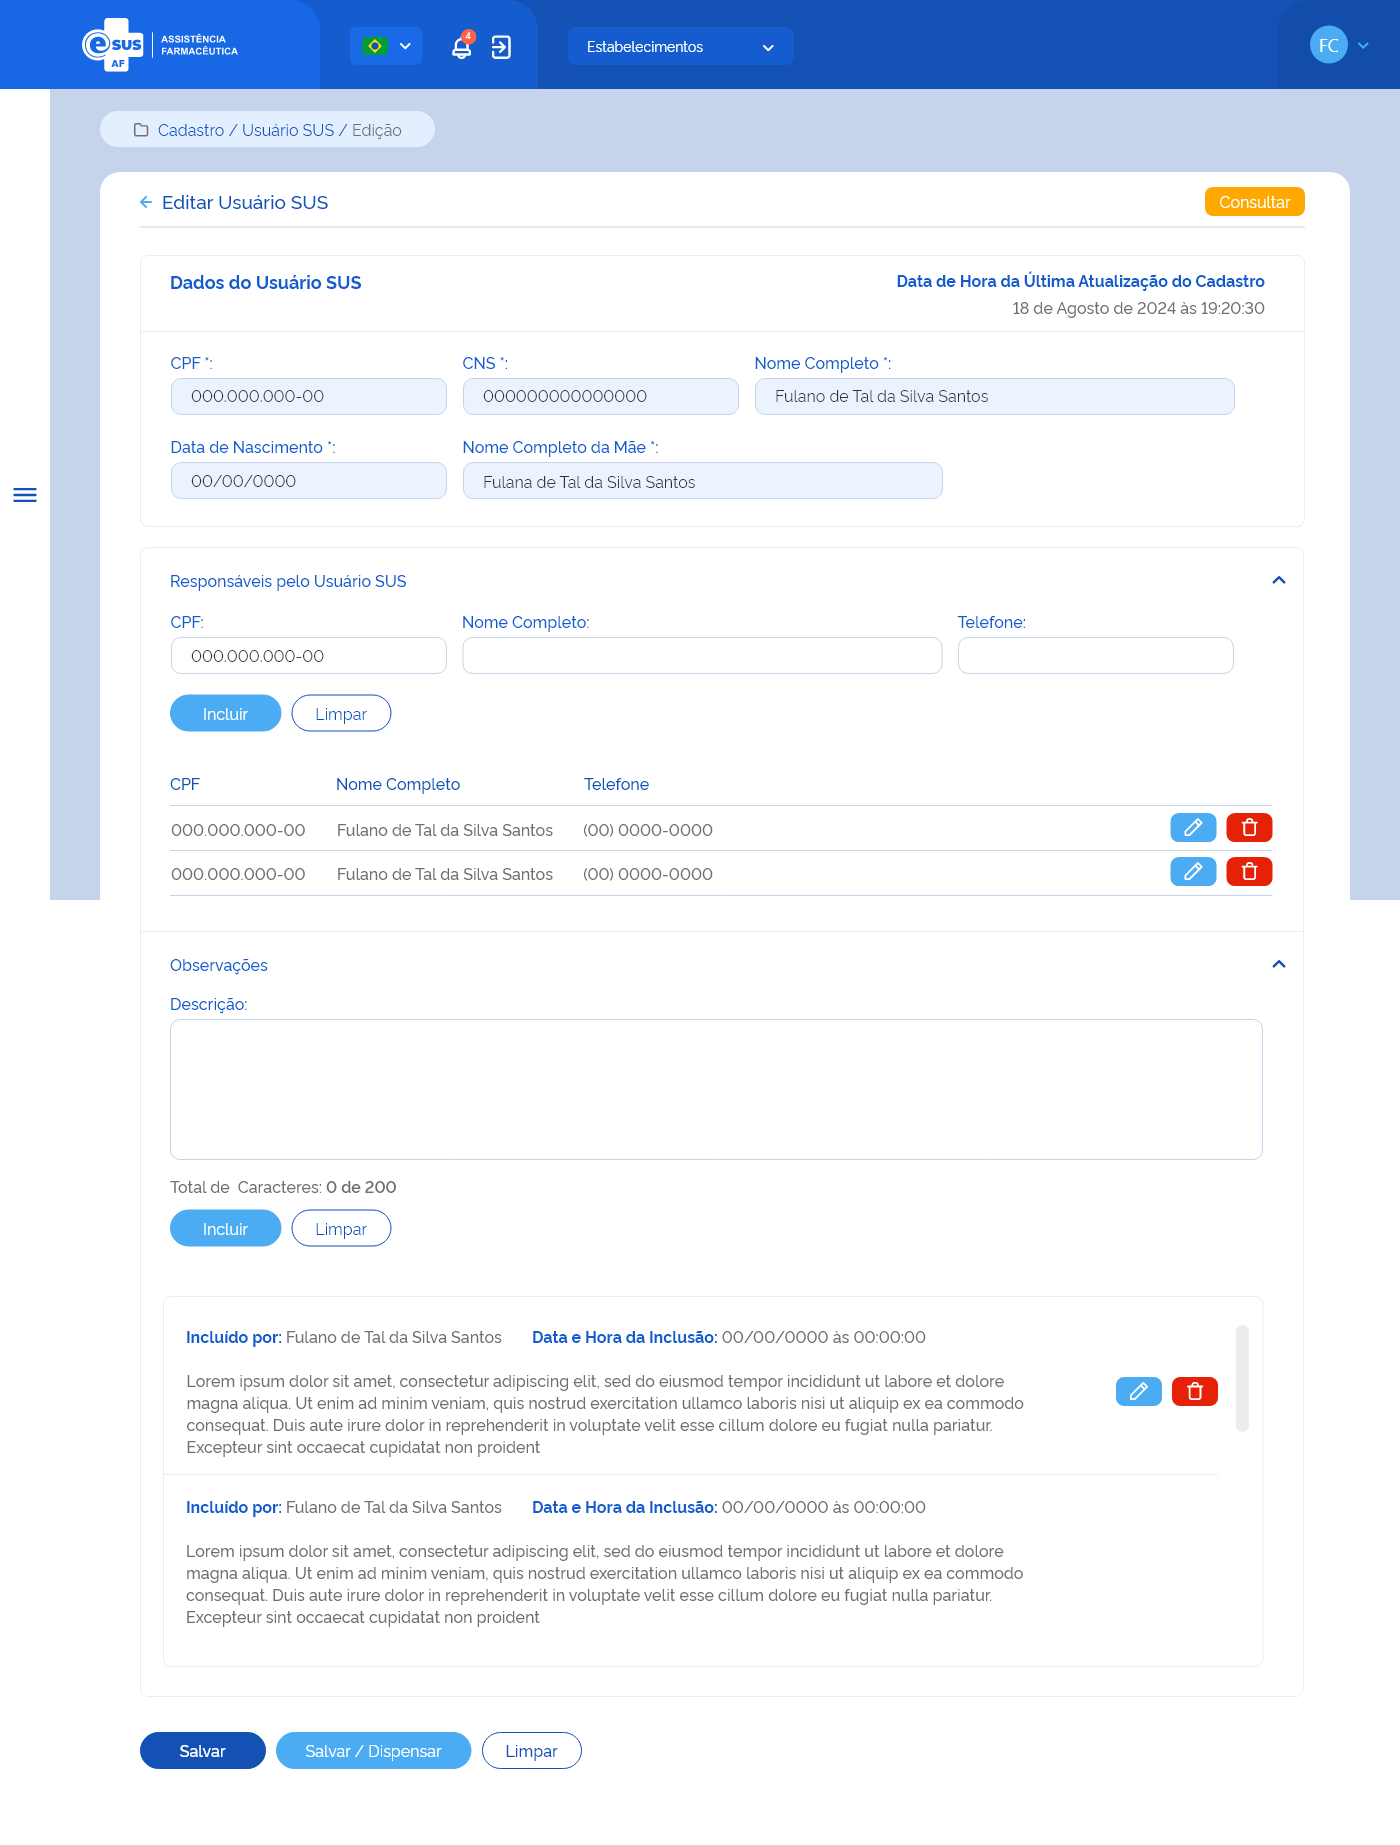 e SUS AF
ASSISTÊNCIA
FARMACÊUTICA
4
Estabelecimentos
FC
Cadastro / Usuário SUS / Edição
Editar Usuário SUS
Consultar
Dados do Usuário SUS
Data de Hora da Última Atualização do Cadastro
18 de Agosto de 2024 às 19:20:30
CPF *: CNS *: Nome Completo *:
000.000.000-00 000000000000000 Fulano de Tal da Silva Santos
Data de Nascimento *: Nome Completo da Mãe *:
00/00/0000 Fulana de Tal da Silva Santos
Responsáveis pelo Usuário SUS
CPF: Nome Completo: Telefone:
000.000.000-00
Incluir Limpar
CPF Nome Completo Telefone
000.000.000-00 Fulano de Tal da Silva Santos (00) 0000-0000
000.000.000-00 Fulano de Tal da Silva Santos (00) 0000-0000
Observações
Descrição:
Total de  Caracteres: 0 de 200
Incluir Limpar
Incluído por: Fulano de Tal da Silva Santos Data e Hora da Inclusão: 00/00/0000 às 00:00:00
Lorem ipsum dolor sit amet, consectetur adipiscing elit, sed do eiusmod tempor incididunt ut labore et dolore
magna aliqua. Ut enim ad minim veniam, quis nostrud exercitation ullamco laboris nisi ut aliquip ex ea commodo
consequat. Duis aute irure dolor in reprehenderit in voluptate velit esse cillum dolore eu fugiat nulla pariatur.
Excepteur sint occaecat cupidatat non proident
Incluído por: Fulano de Tal da Silva Santos Data e Hora da Inclusão: 00/00/0000 às 00:00:00
Lorem ipsum dolor sit amet, consectetur adipiscing elit, sed do eiusmod tempor incididunt ut labore et dolore
magna aliqua. Ut enim ad minim veniam, quis nostrud exercitation ullamco laboris nisi ut aliquip ex ea commodo
consequat. Duis aute irure dolor in reprehenderit in voluptate velit esse cillum dolore eu fugiat nulla pariatur.
Excepteur sint occaecat cupidatat non proident
Salvar Salvar / Dispensar Limpar